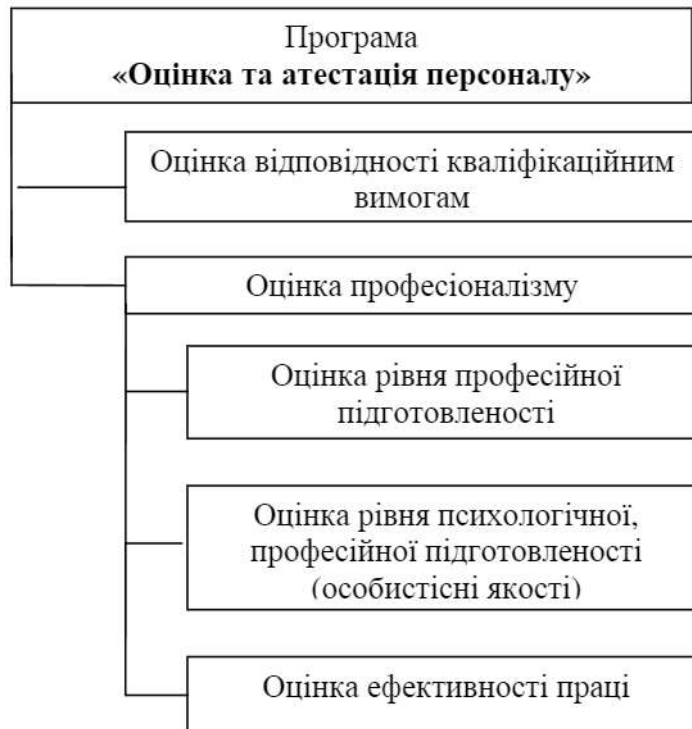 Програма
«Оцінка та атестація персоналу»
Оцінка відповідності кваліфікаційним
вимогам
Оцінка професіоналізму
Оцінка рівня професійної
підготовленості
Оцінка рівня психологічної,
професійної підготовленості
(особистісні якості)
Оцінка ефективності праці